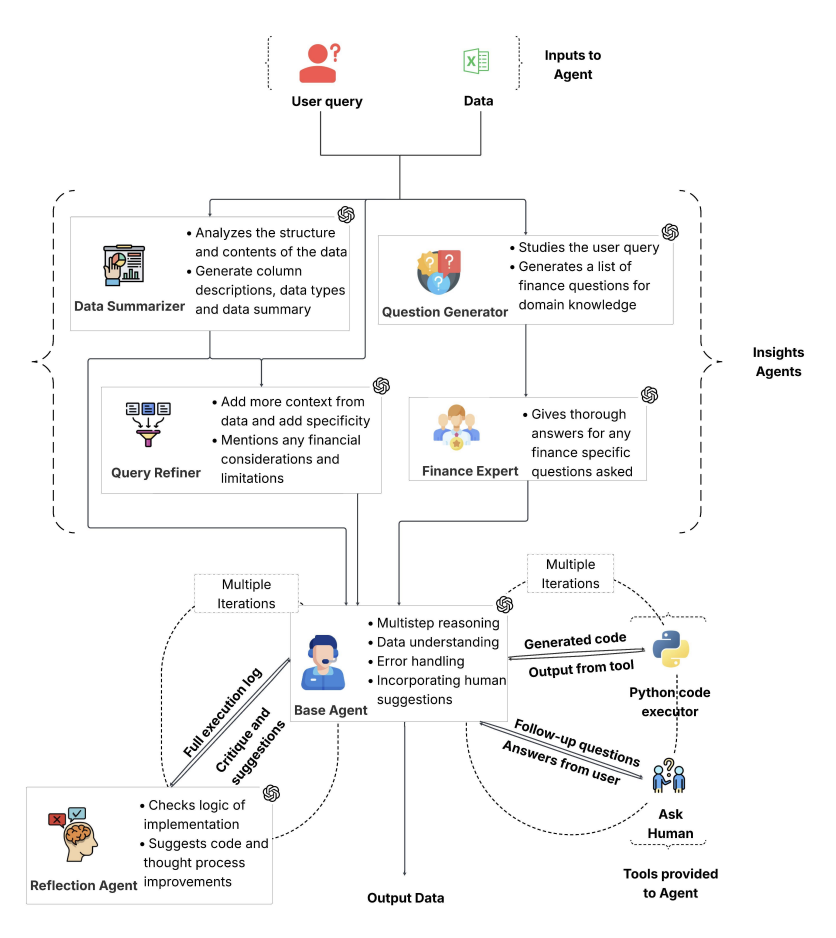 Inputs to
Agent
User query
Data
• Analyzes the structure
and contents of the data
• Generate column
descriptions, data types
and data summary
Data Summarizer
• Studies the user query
• Generates a list of
finance questions for
domain knowledge
Question Generator
Insights
Agents
• Add more context from
data and add specificity
• Mentions any financial
considerations and
limitations
Query Refiner
• Gives thorough
answers for any
finance specific
questions asked
Finance Expert
Multiple
Iterations
Multiple
Iterations
• Multistep reasoning
• Data understanding
• Error handling
• Incorporating human
suggestions
Base Agent
Generated code
Output from tool
Python code
executor
Full execution log
Critique and
suggestions
Follow-up questions
Answers from user
Ask
Human
• Checks logic of
implementation
• Suggests code and
thought process
improvements
Reflection Agent
Tools provided
to Agent
Output Data